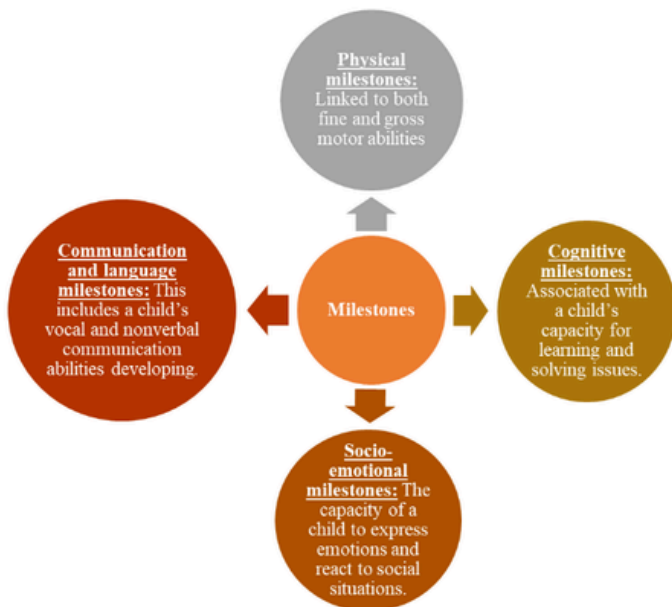 Physical
milestones:
Linked to both
fine and gross
motor abilities
Communication
and language
milestones: This
includes a child's
vocal and nonverbal
communication
abilities developing.
Milestones
Cognitive
milestones:
Associated with
a child's
capacity for
learning and
solving issues.
Socio-
emotional
milestones: The
capacity of a
child to express
emotions and
react to social
situations.